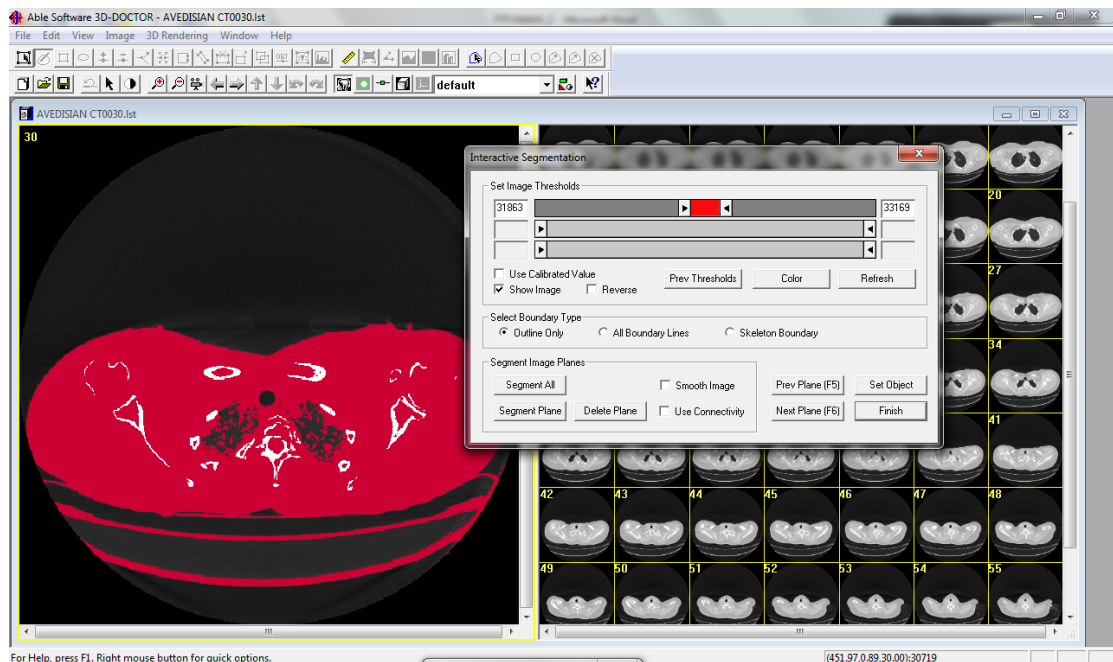 Able Software 3D-DOCTOR - AVEDISIAN CT0030.lst
File Edit View Image 3D Rendering Window Help
default
AVEDISIAN CT0030.lst
30
Interactive Segmentation
Set Image Thresholds
31863 33169
Use Calibrated Value
Show Image Reverse
Prev Thresholds Color Refresh
Select Boundary Type
Outline Only All Boundary Lines Skeleton Boundary
Segment Image Planes
Segment All Smooth Image Prev Plane (F5) Set Object
Segment Plane Delete Plane Use Connectivity Next Plane (F6) Finish
20
27
34
41
42 43 44 45 46 47 48
49 50 51 52 53 54 55
For Help, press F1. Right mouse button for quick options.
(451.97,0.89,30.00):30719